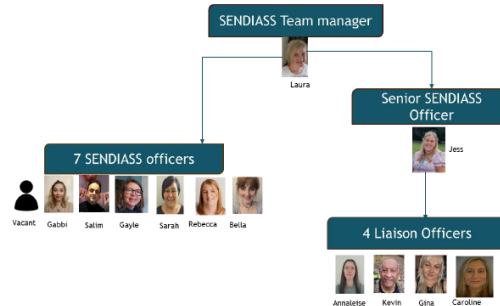 SENDIASS Team manager
Laura
Senior SENDIASS
Officer
Jess
7 SENDIASS officers
Vacant Gabbi Salim Gayle Sarah Rebecca Bella
4 Liaison Officers
Annaleise Kevin Gina Caroline